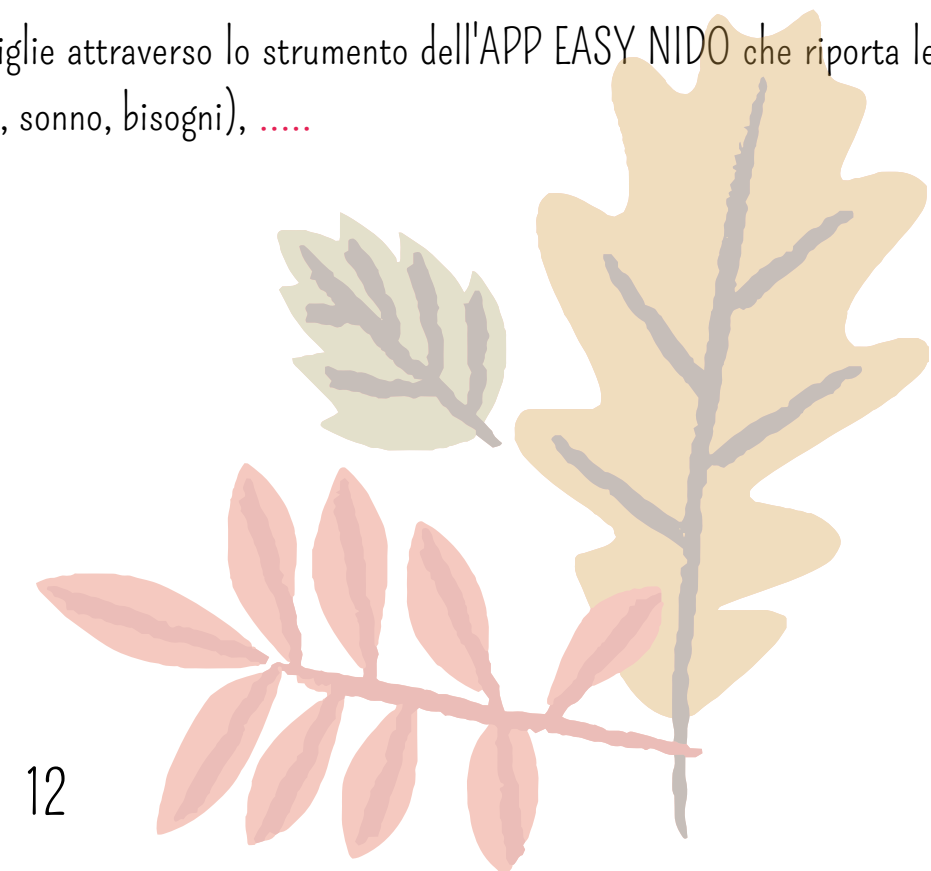 iglie attraverso lo strumento dell'APP EASY NIDO che riporta le
, sonno, bisogni), .....
12